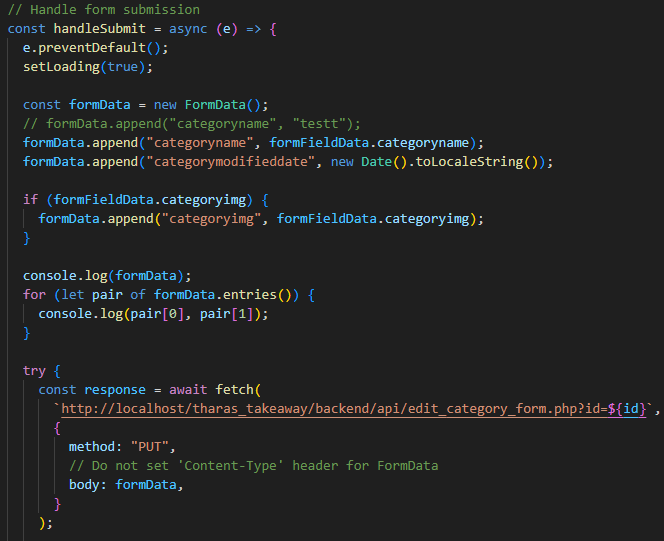 // Handle form submission
const handleSubmit = async (e) => {
e.preventDefault();
setLoading(true);
const formData = new FormData();
// formData.append("categoryname", "testt");
formData.append("categoryname", formFieldData.categoryname);
formData.append("categorymodifieddate", new Date().toLocaleString());
if (formFieldData.categoryimg) {
formData.append("categoryimg", formFieldData.categoryimg);
}
console.log(formData);
for (let pair of formData.entries()) {
console.log(pair[0], pair[1]);
}
try {
const response = await fetch(
`http://localhost/tharas_takeaway/backend/api/edit_category_form.php?id=${id}`,
{
method: "PUT",
// Do not set 'Content-Type' header for FormData
body: formData,
}
);